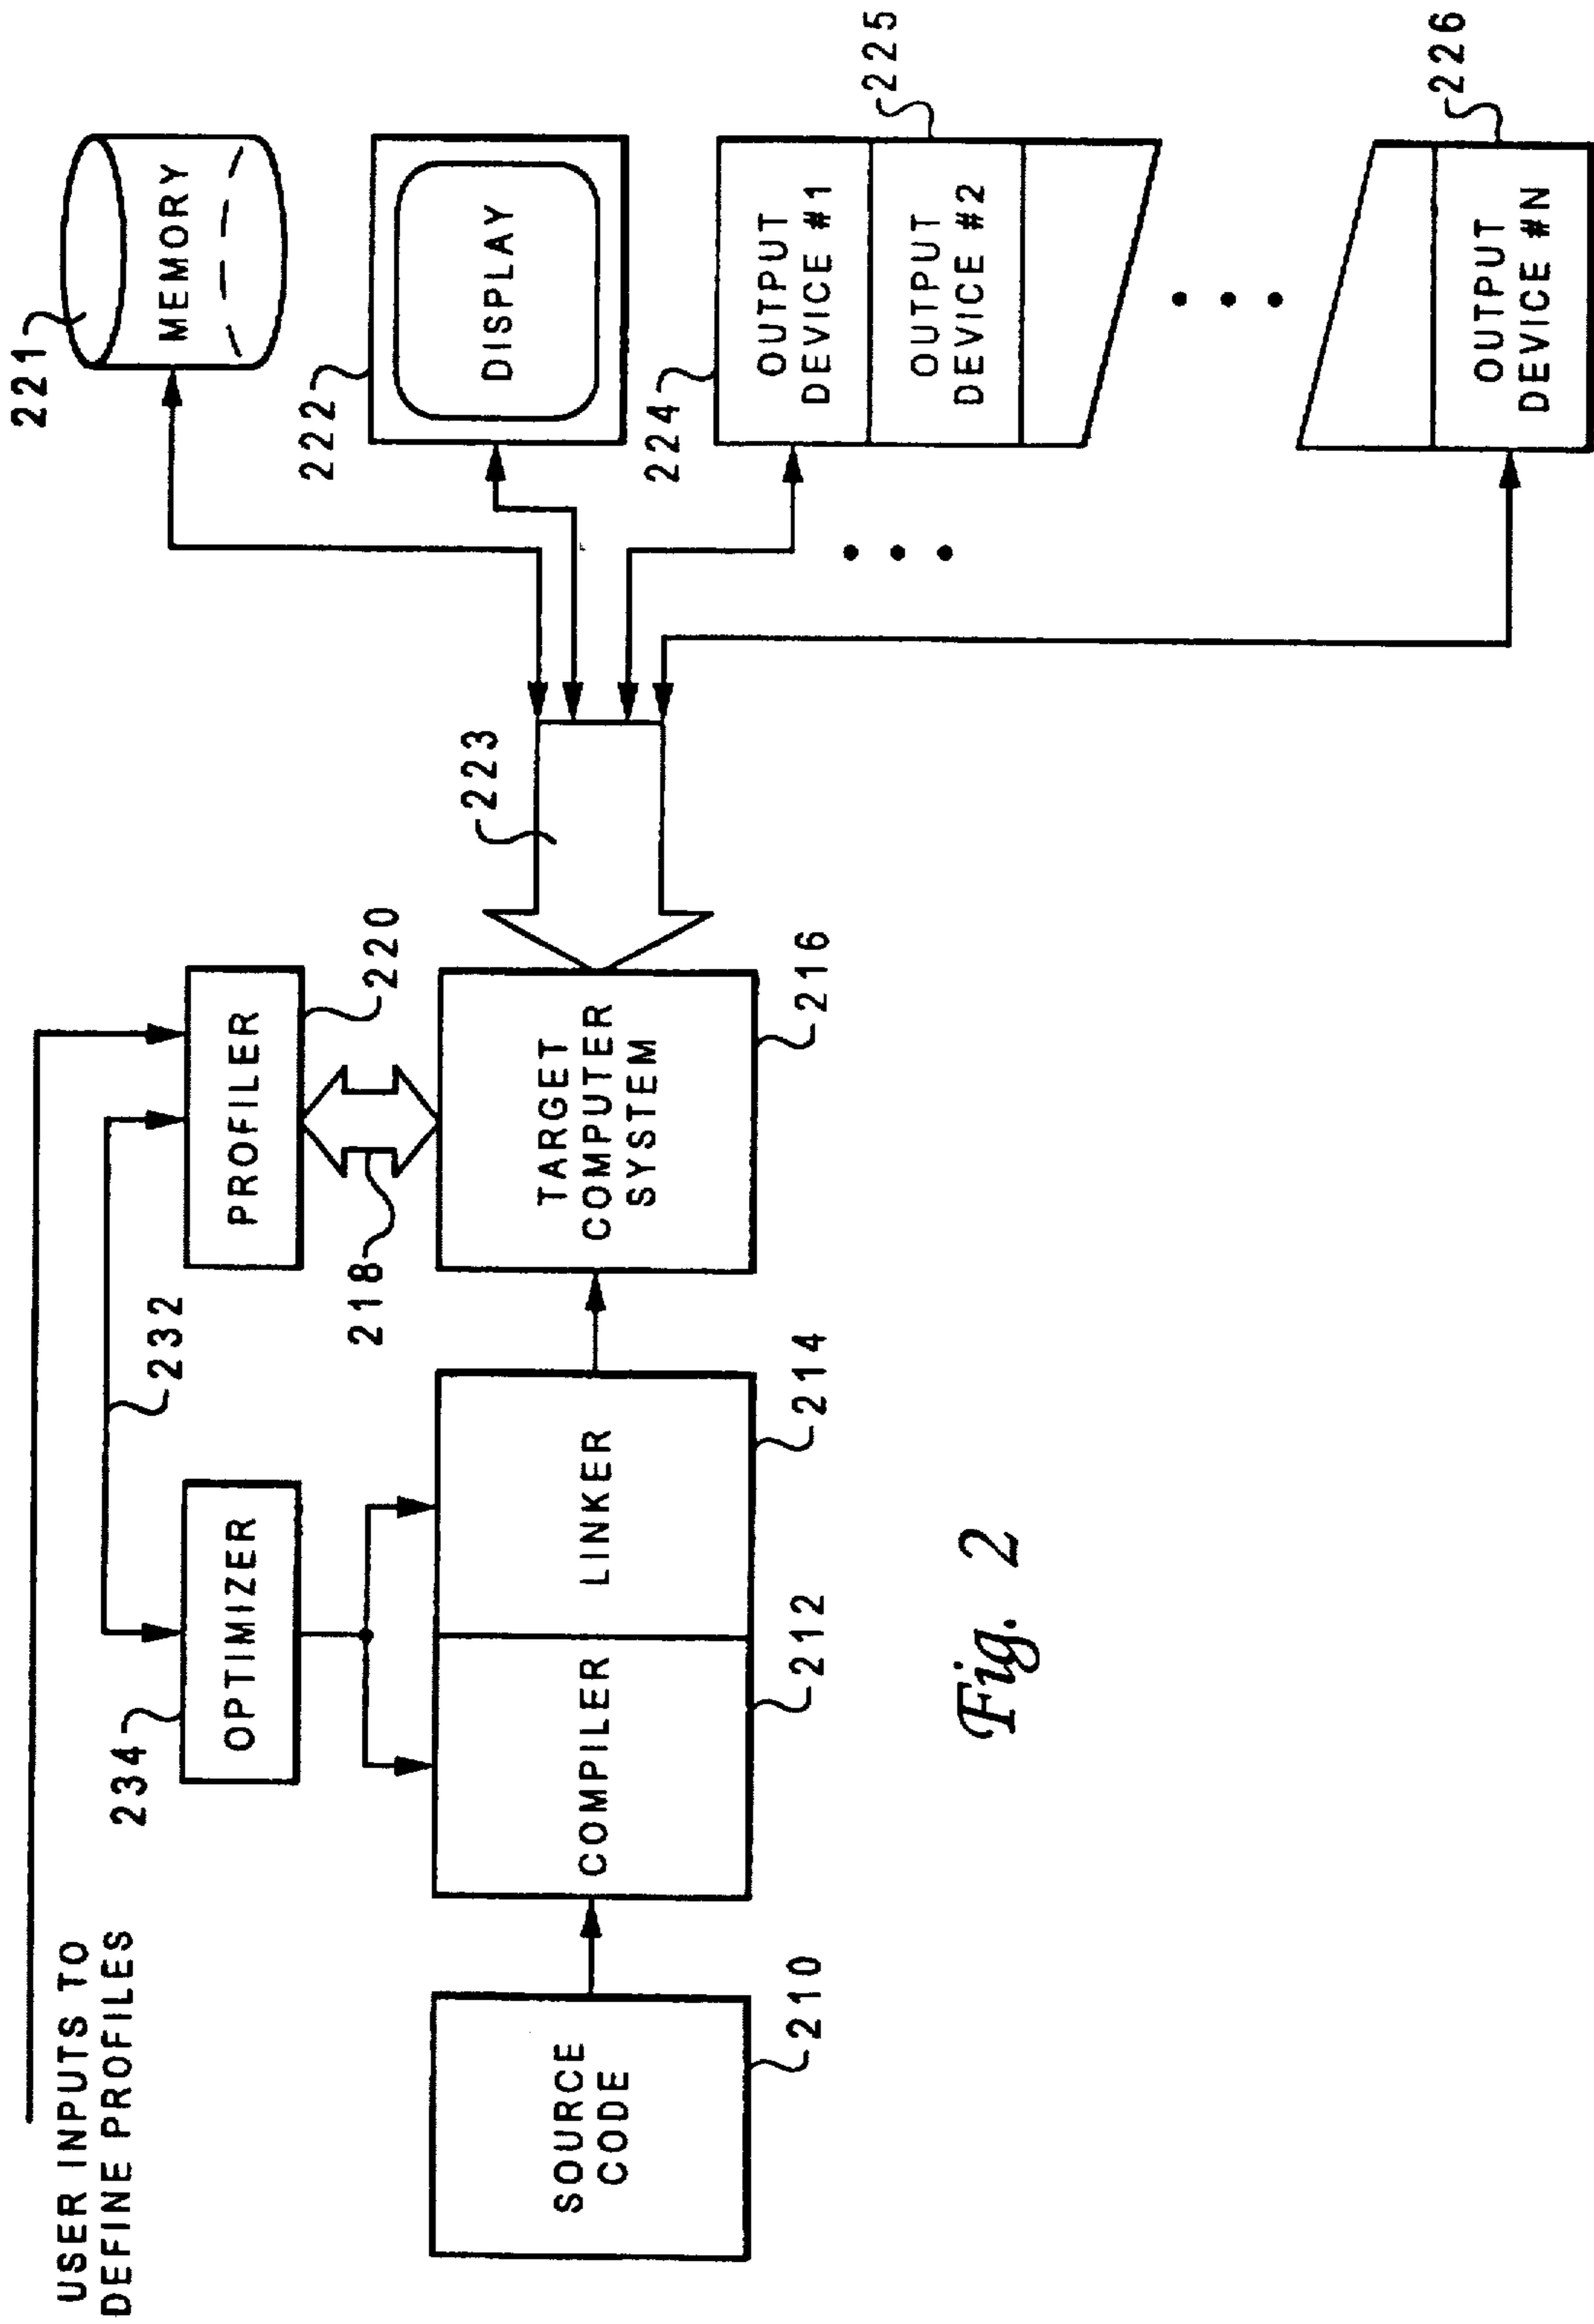 USER INPUTS TO
DEFINE PROFILES
234
OPTIMIZER
232
PROFILER
220
218
SOURCE
CODE
210
COMPILER
212
LINKER
214
TARGET
COMPUTER
SYSTEM
216
223
221
MEMORY
222
DISPLAY
224
OUTPUT
DEVICE #1
OUTPUT
DEVICE #2
225
OUTPUT
DEVICE #N
226
Fig. 2